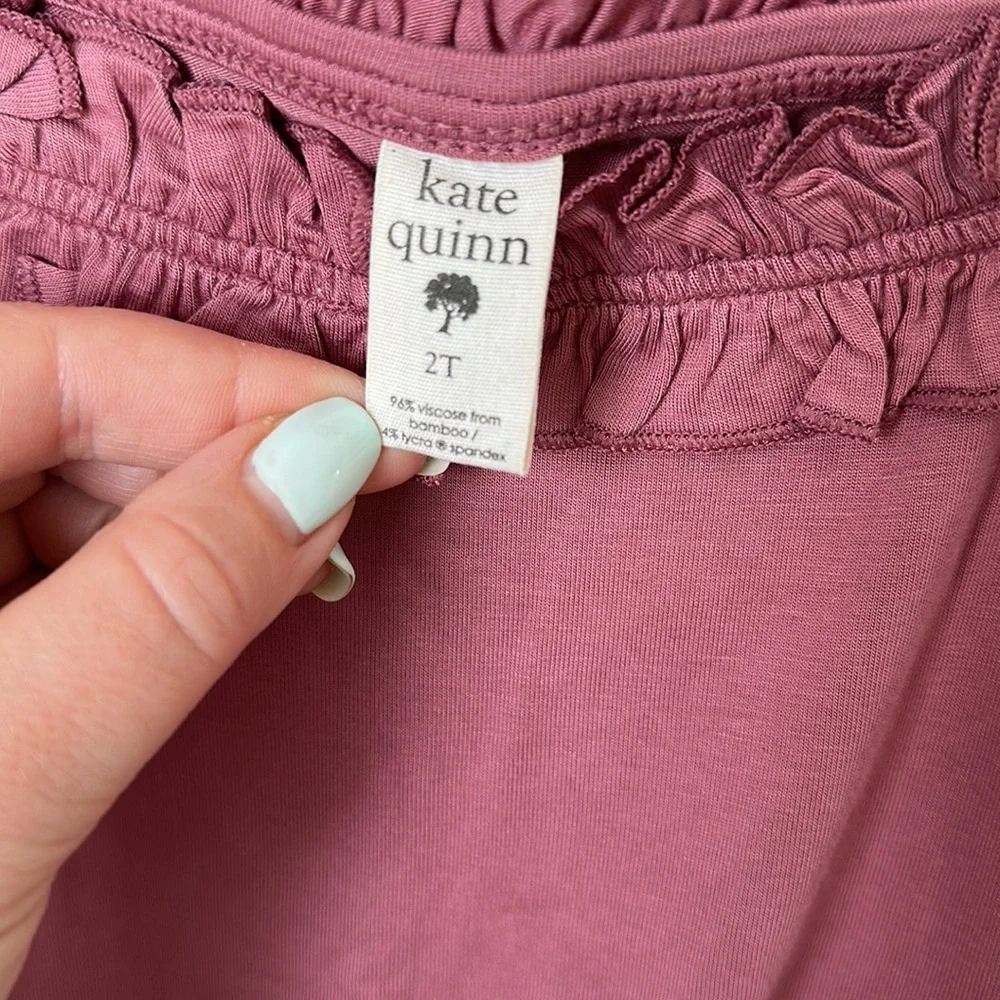 kate
quinn
2T
96% viscose from
bamboo /
4% lycra ® spandex